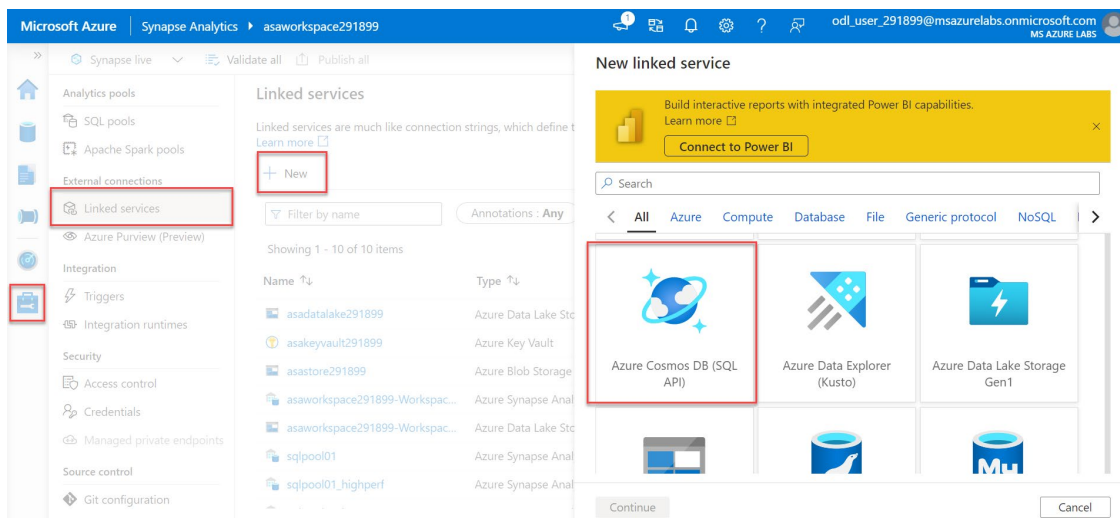 Microsoft Azure
Synapse Analytics
asaworkspace291899
1
odl_user_291899@msazurelabs.onmicrosoft.com
MS AZURE LABS
Synapse live
Validate all
Publish all
Analytics pools
SQL pools
Apache Spark pools
External connections
Linked services
Azure Purview (Preview)
Integration
Triggers
Integration runtimes
Security
Access control
Credentials
Managed private endpoints
Source control
Git configuration
Linked services
Linked services are much like connection strings, which define t
Learn more
New
Filter by name
Annotations : Any
Showing 1 - 10 of 10 items
Name
Type
asadatalake291899
Azure Data Lake Sto
asakeyvault291899
Azure Key Vault
asastore291899
Azure Blob Storage
asaworkspace291899-Workspac...
Azure Synapse Anal
asaworkspace291899-Workspac...
Azure Data Lake Sto
sqlpool01
Azure Synapse Anal
sqlpool01_highperf
Azure Synapse Anal
New linked service
Build interactive reports with integrated Power BI capabilities.
Learn more
Connect to Power BI
Search
All
Azure
Compute
Database
File
Generic protocol
NoSQL
Azure Cosmos DB (SQL
API)
Azure Data Explorer
(Kusto)
Azure Data Lake Storage
Gen1
My
Continue
Cancel